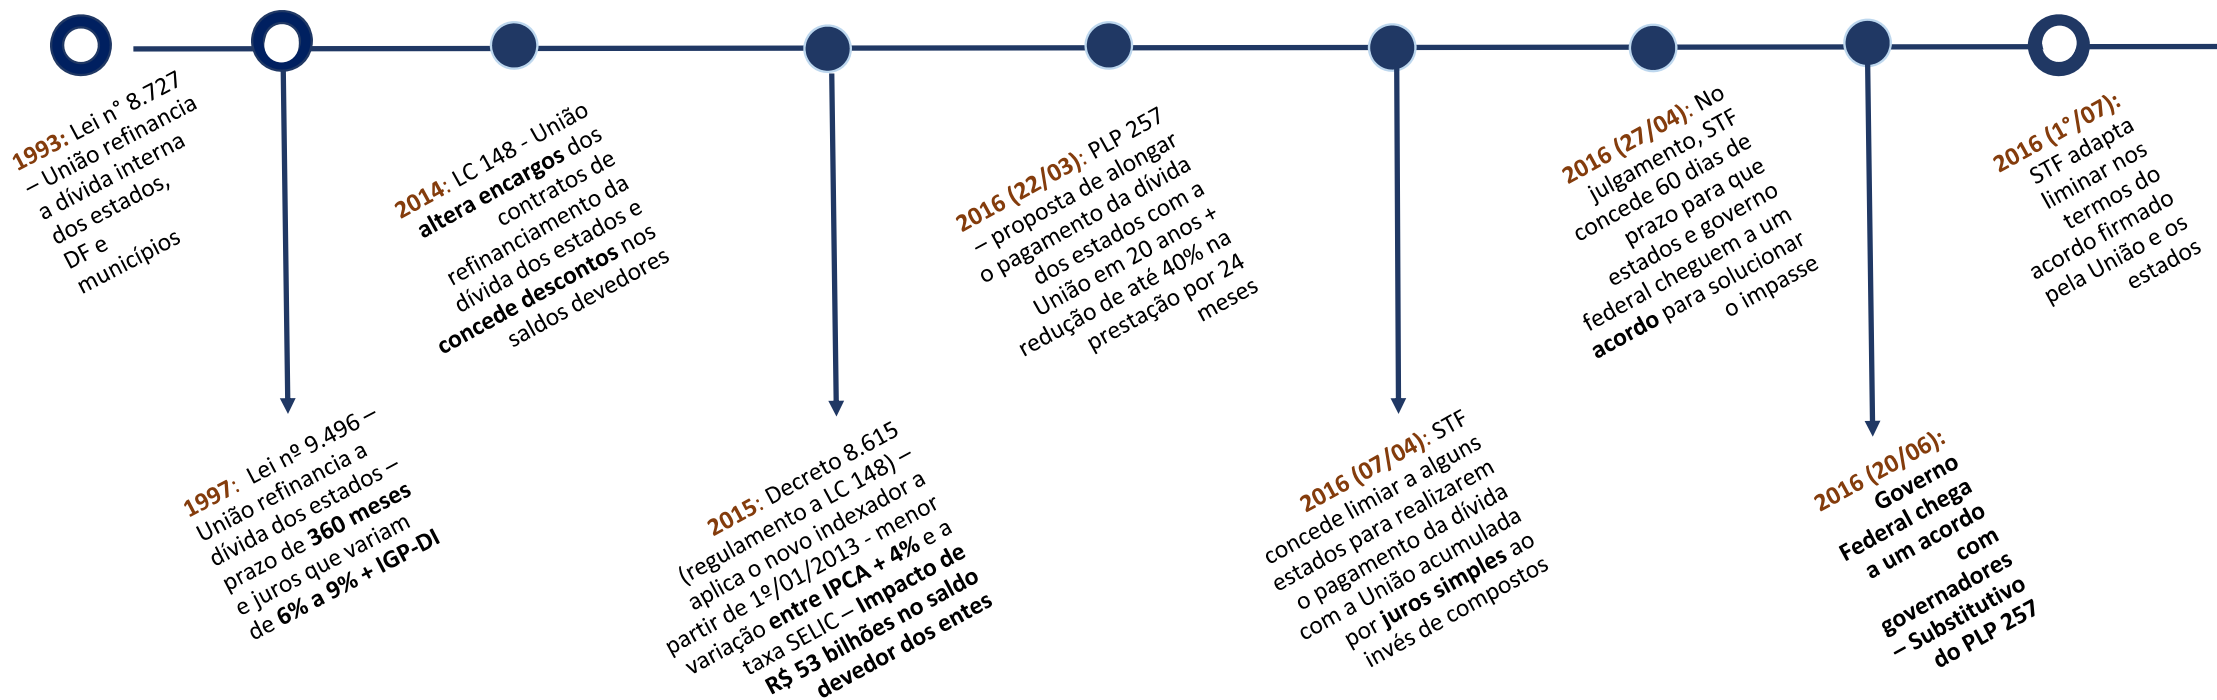 1993: Lei n° 8.727
– União refinancia
a dívida interna
dos estados,
DF e
municípios
1997:  Lei nº 9.496 –
União refinancia a
dívida dos estados –
prazo de 360 meses
e juros que variam
de 6% a 9% + IGP-DI
2014: LC 148 - União
altera encargos dos
contratos de
refinanciamento da
dívida dos estados e
concede descontos nos
saldos devedores
2015: Decreto 8.615
(regulamento a LC 148) –
aplica o novo indexador a
partir de 1º/01/2013 - menor
variação entre IPCA + 4% e a
taxa SELIC – Impacto de
R$ 53 bilhões no saldo
devedor dos entes
2016 (22/03): PLP 257
– proposta de alongar
o pagamento da dívida
dos estados com a
União em 20 anos +
redução de até 40% na
prestação por 24
meses
2016 (07/04): STF
concede limiar a alguns
estados para realizarem
o pagamento da dívida
com a União acumulada
por juros simples ao
invés de compostos
2016 (27/04): No
julgamento, STF
concede 60 dias de
prazo para que
estados e governo
federal cheguem a um
acordo para solucionar
o impasse
2016 (20/06):
Governo
Federal chega
a um acordo
com
governadores
– Substitutivo
do PLP 257
2016 (1°/07):
STF adapta
liminar nos
termos do
acordo firmado
pela União e os
estados